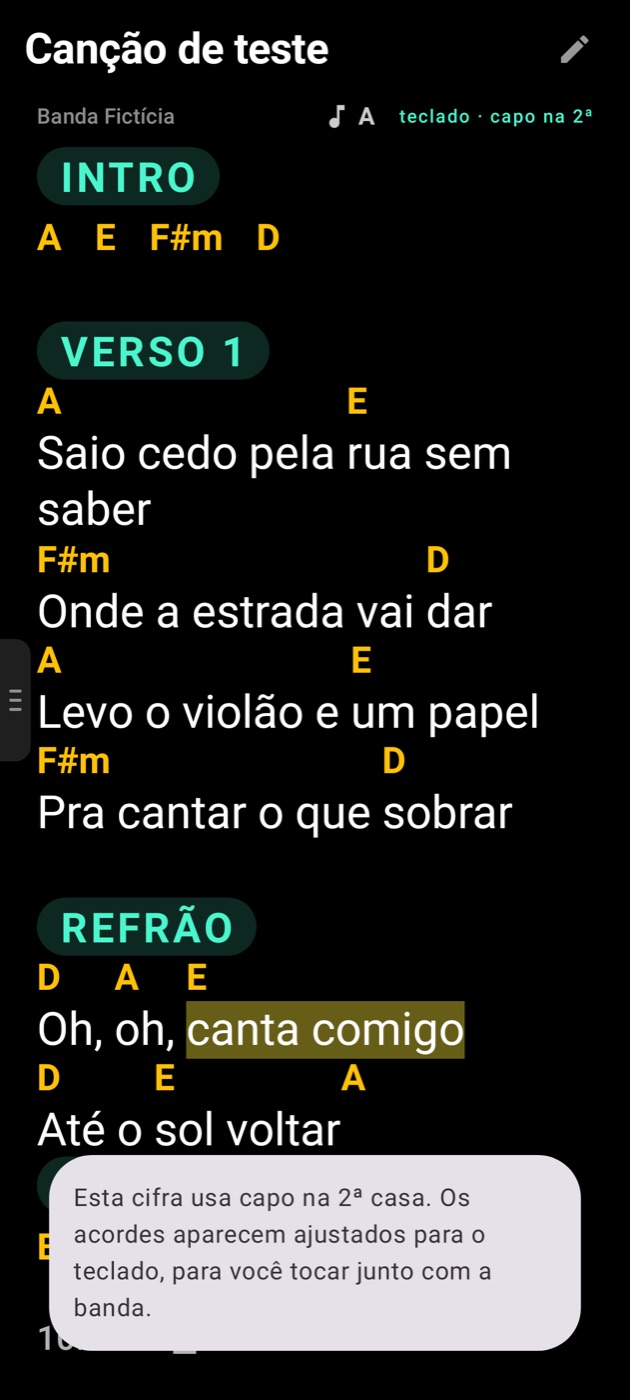 Canção de teste
Banda Fictícia A teclado · capo na 2ª
INTRO
A E F#m D
VERSO 1
A E
Saio cedo pela rua sem
saber
F#m D
Onde a estrada vai dar
A E
Levo o violão e um papel
F#m D
Pra cantar o que sobrar
REFRÃO
D A E
Oh, oh, canta comigo
D E A
Até o sol voltar
Esta cifra usa capo na 2ª casa. Os
acordes aparecem ajustados para o
teclado, para você tocar junto com a
banda.